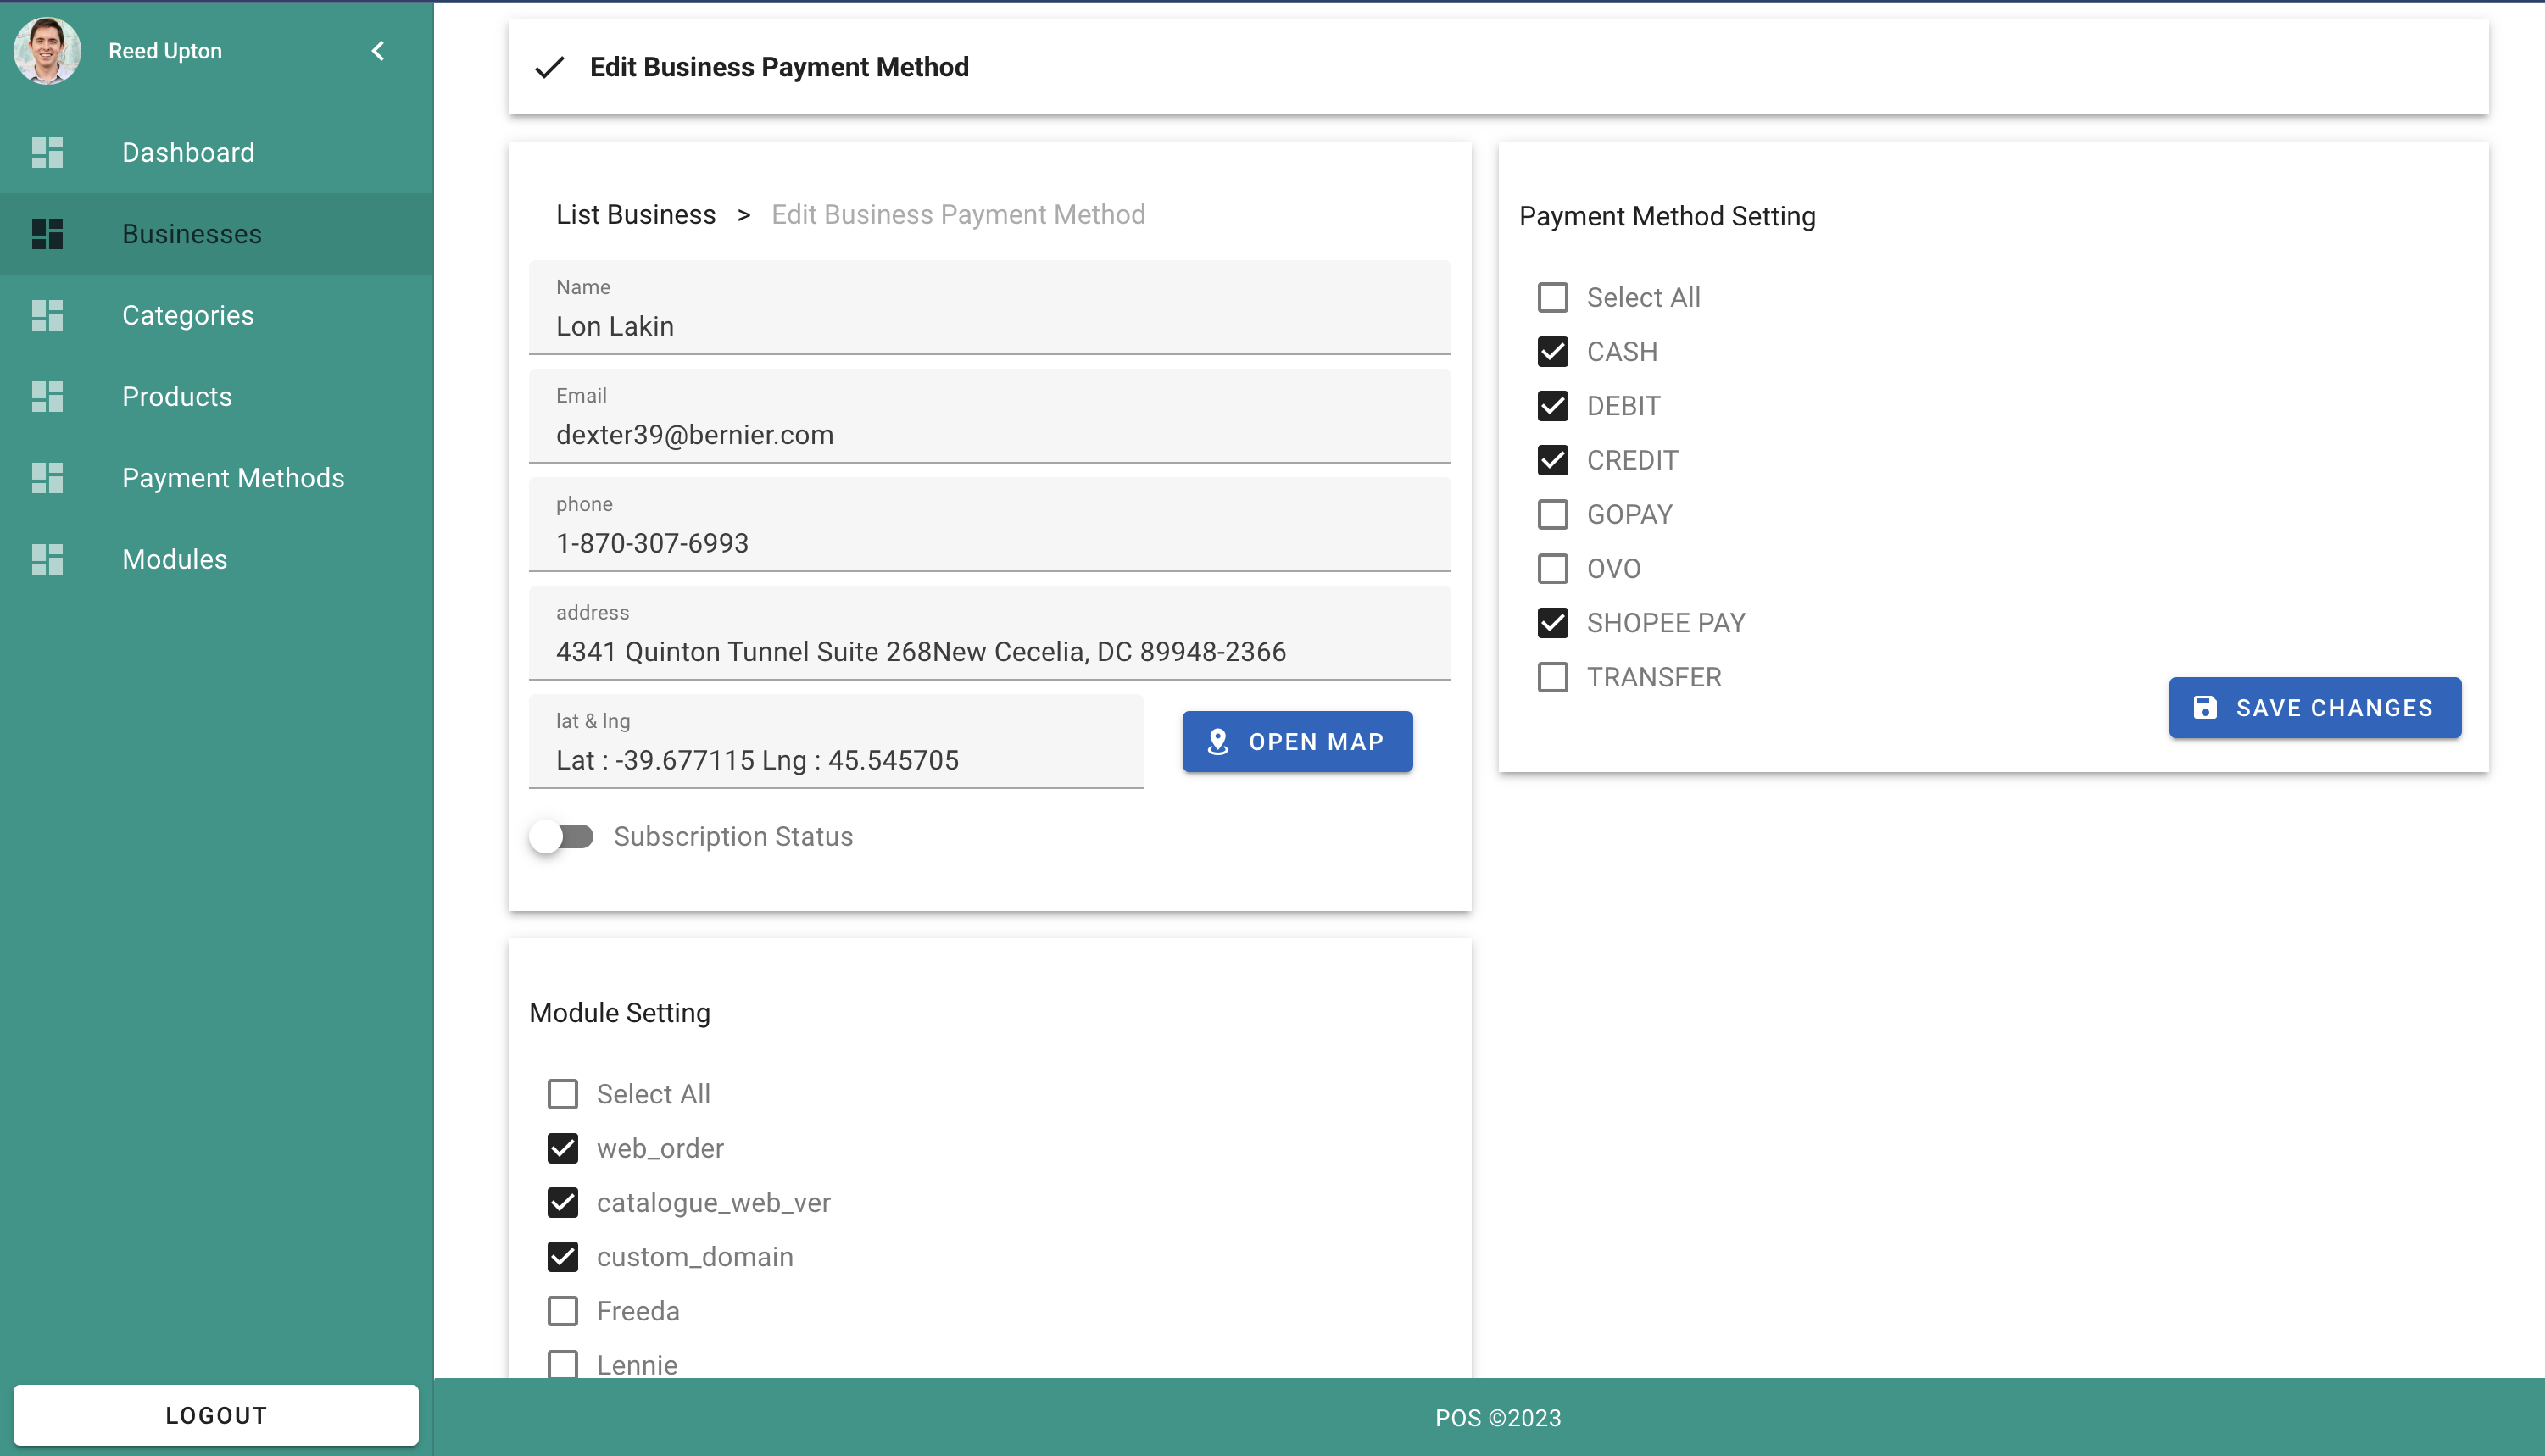 Reed Upton
Dashboard
Businesses
Categories
Products
Payment Methods
Modules
LOGOUT
Edit Business Payment Method
List Business > Edit Business Payment Method
Name
Lon Lakin
Email
dexter39@bernier.com
phone
1-870-307-6993
address
4341 Quinton Tunnel Suite 268New Cecelia, DC 89948-2366
lat & lng
Lat : -39.677115 Lng : 45.545705
OPEN MAP
Subscription Status
Payment Method Setting
Select All
CASH
DEBIT
CREDIT
GOPAY
OVO
SHOPEE PAY
TRANSFER
SAVE CHANGES
Module Setting
Select All
web_order
catalogue_web_ver
custom_domain
Freeda
Lennie
POS ©2023